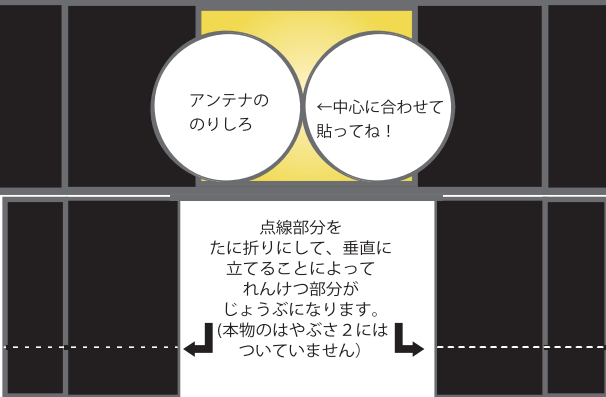 アンテナの
のりしろ
←中心に合わせて
貼ってね！
点線部分を
たに折りにして、垂直に
立てることによって
れんけつ部分が
じょうぶになります。
(本物のはやぶさ２には
ついていません）